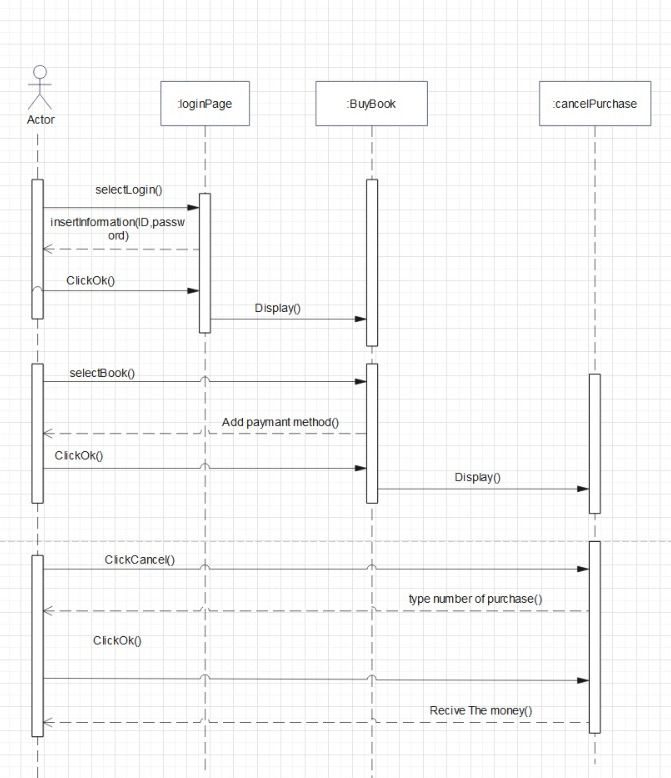 Actor
:loginPage
:BuyBook
:cancelPurchase
selectLogin()
insertInformation(ID,passw
ord)
ClickOk()
Display()
selectBook()
Add paymant method()
ClickOk()
Display()
ClickCancel()
type number of purchase()
ClickOk()
Recive The money()